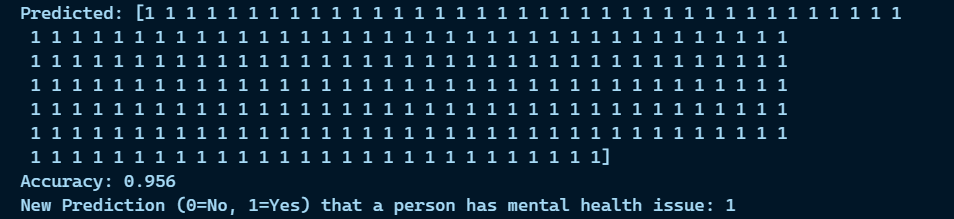 Predicted: [1 1 1 1 1 1 1 1 1 1 1 1 1 1 1 1 1 1 1 1 1 1 1 1 1 1 1 1 1 1 1 1 1 1 1 1 1
1 1 1 1 1 1 1 1 1 1 1 1 1 1 1 1 1 1 1 1 1 1 1 1 1 1 1 1 1 1 1 1 1 1 1 1 1
1 1 1 1 1 1 1 1 1 1 1 1 1 1 1 1 1 1 1 1 1 1 1 1 1 1 1 1 1 1 1 1 1 1 1 1 1
1 1 1 1 1 1 1 1 1 1 1 1 1 1 1 1 1 1 1 1 1 1 1 1 1 1 1 1 1 1 1 1 1 1 1 1 1
1 1 1 1 1 1 1 1 1 1 1 1 1 1 1 1 1 1 1 1 1 1 1 1 1 1 1 1 1 1 1 1 1 1 1 1 1
1 1 1 1 1 1 1 1 1 1 1 1 1 1 1 1 1 1 1 1 1 1 1 1 1 1 1 1 1 1 1 1 1 1 1 1 1
1 1 1 1 1 1 1 1 1 1 1 1 1 1 1 1 1 1 1 1 1 1 1 1 1 1 1 1]
Accuracy: 0.956
New Prediction (0=No, 1=Yes) that a person has mental health issue: 1